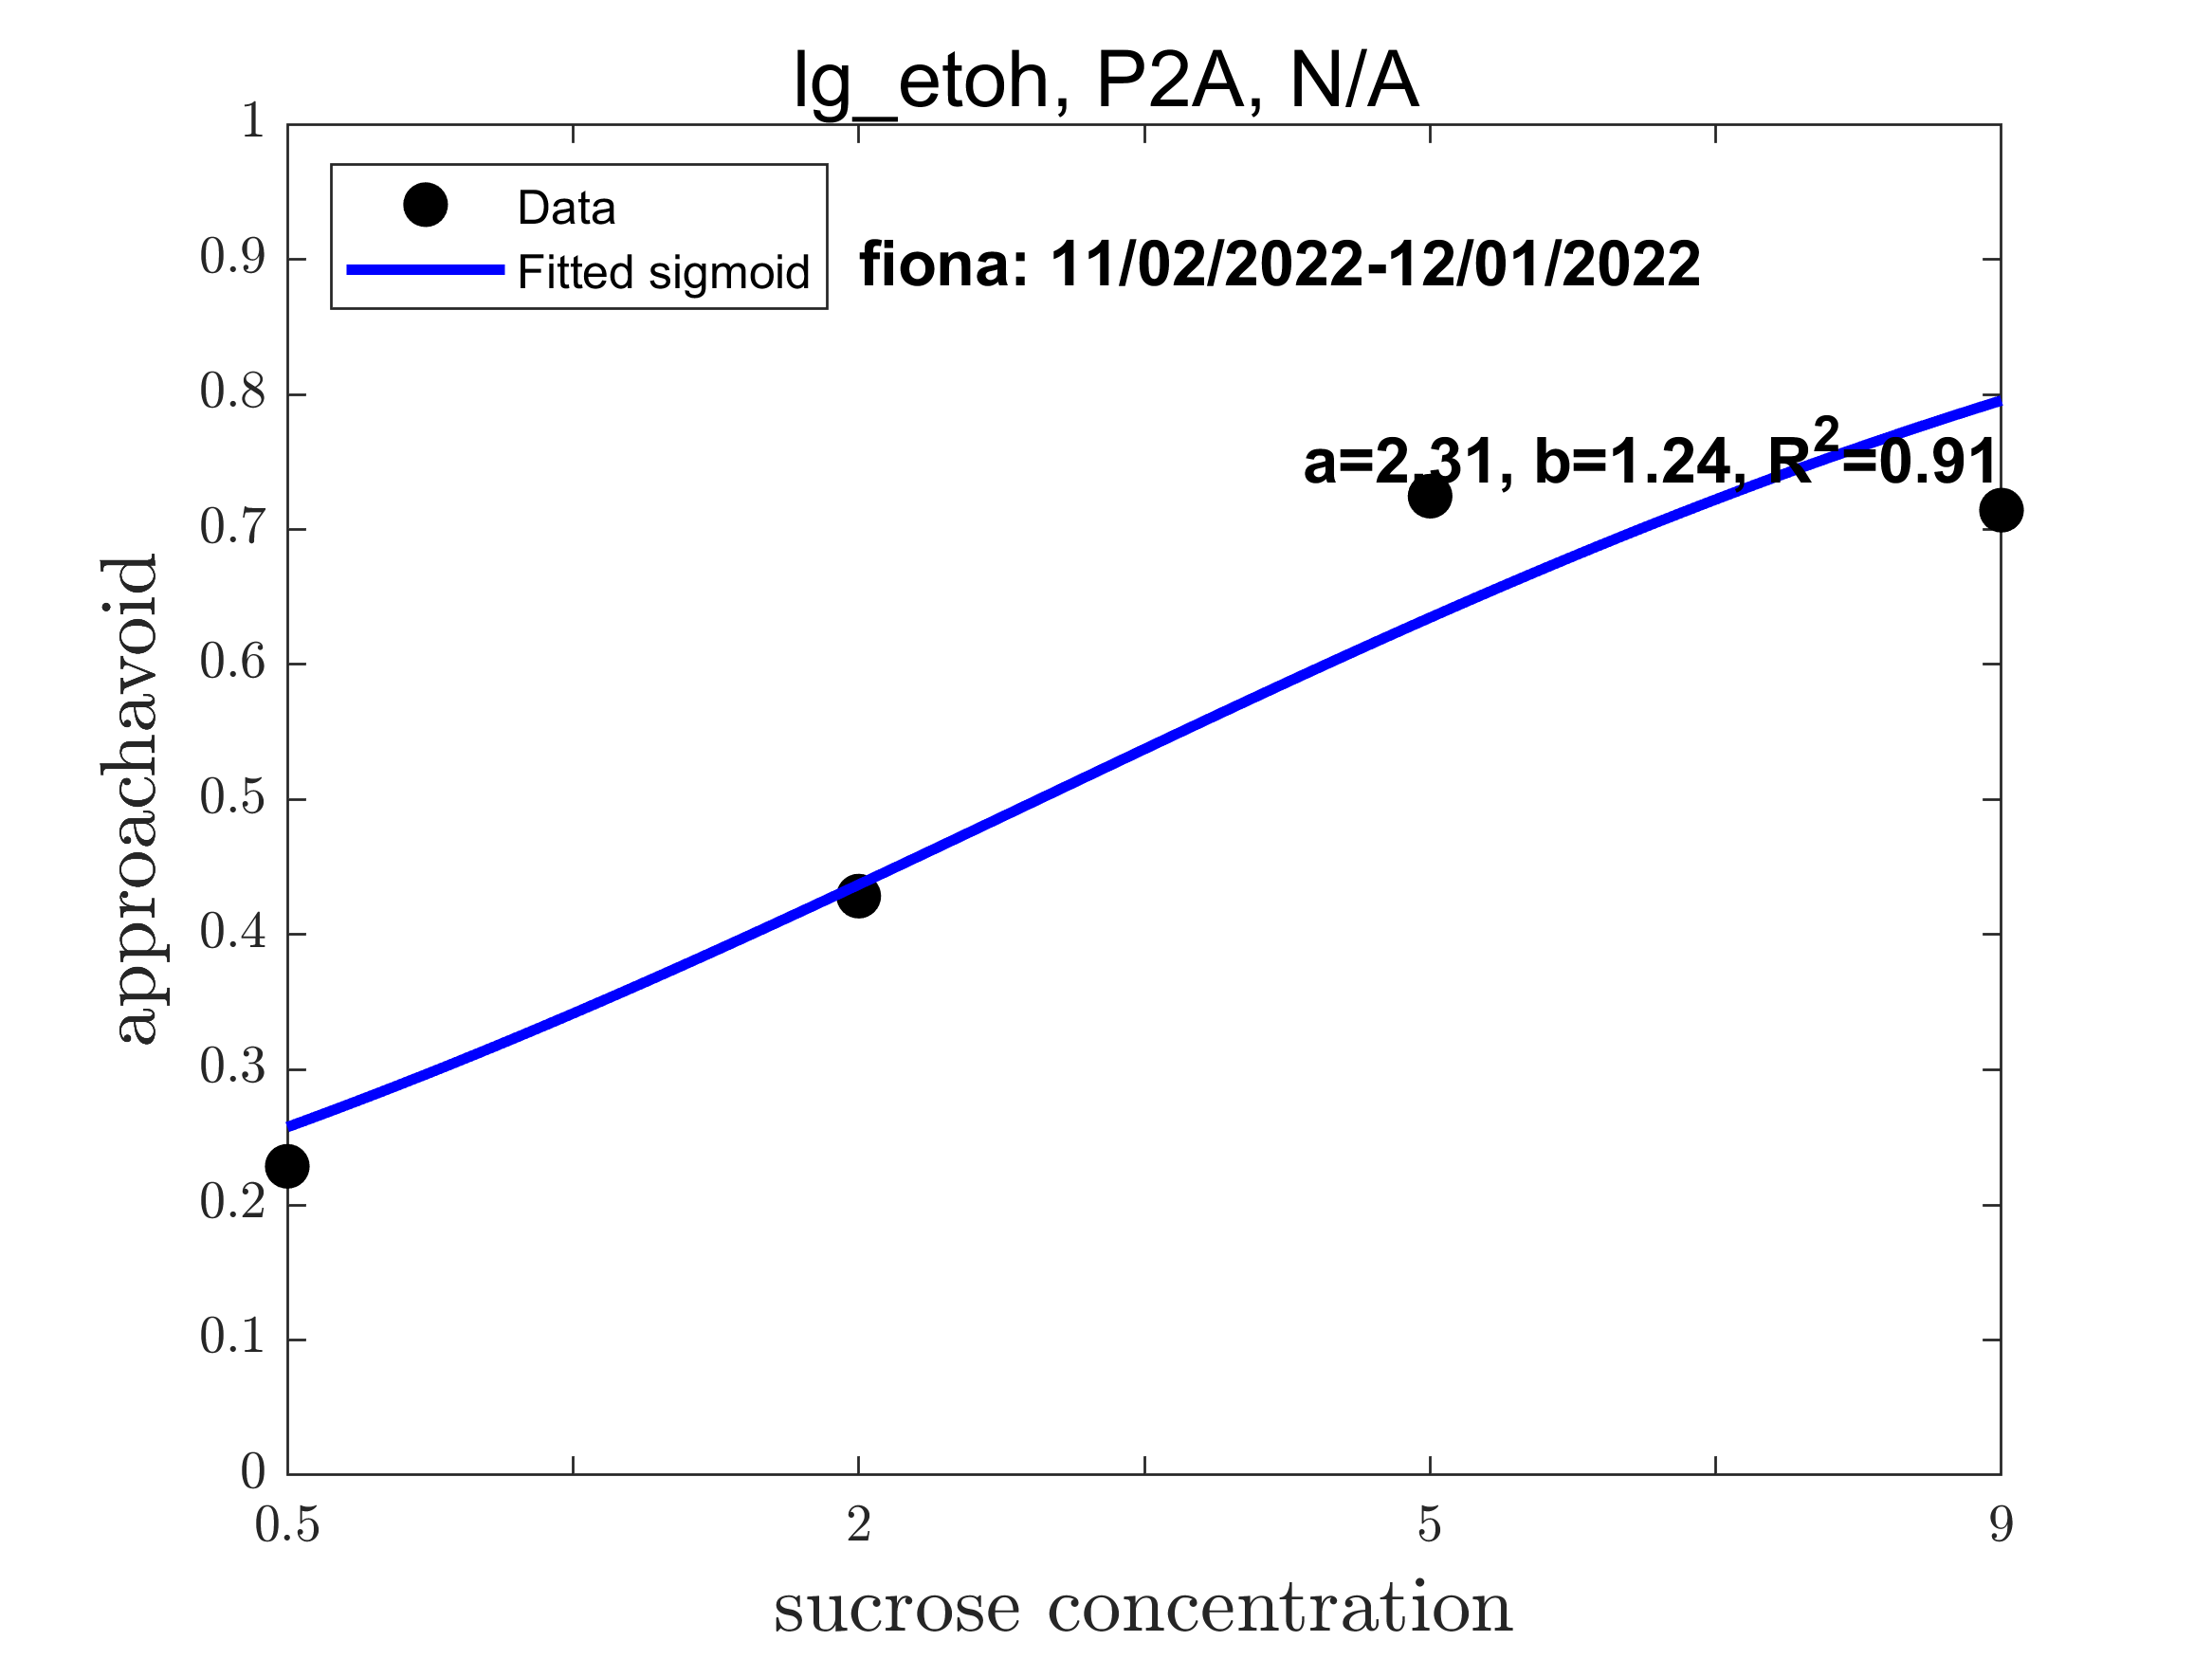 lg_etoh, P2A, N/A
1
0.9
0.8
0.7
0.6
0.5
0.4
0.3
0.2
0.1
0
approachavoid
Data
Fitted sigmoid
fiona: 11/02/2022-12/01/2022
a=2.31, b=1.24, R²=0.91
0.5 2 5 9
sucrose concentration